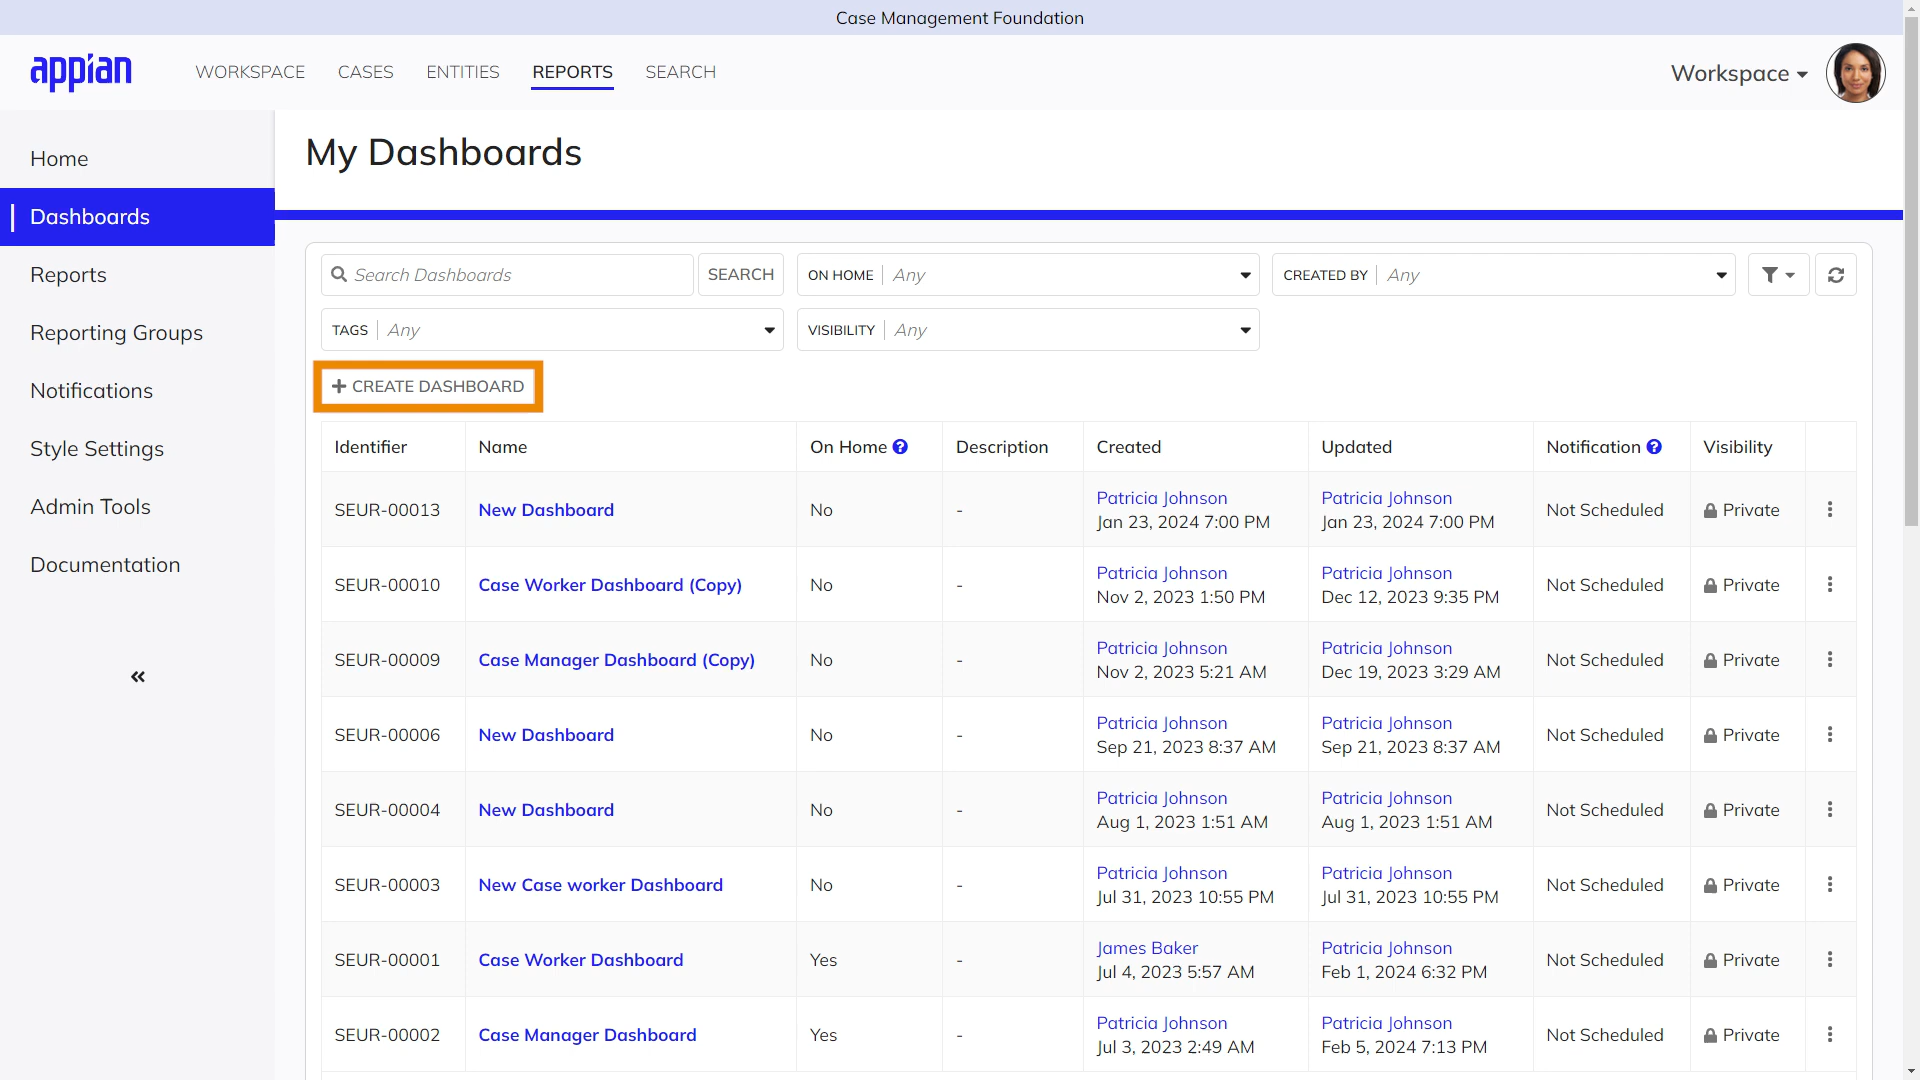 Case Management Foundation
appian
WORKSPACE CASES ENTITIES REPORTS SEARCH
Workspace
Home
Dashboards
Reports
Reporting Groups
Notifications
Style Settings
Admin Tools
Documentation
«
My Dashboards
Search Dashboards SEARCH ON HOME Any CREATED BY Any
TAGS Any VISIBILITY Any
+ CREATE DASHBOARD
Identifier Name On Home ? Description Created Updated Notification ? Visibility
SEUR-00013 New Dashboard No - Patricia Johnson Jan 23, 2024 7:00 PM Patricia Johnson Jan 23, 2024 7:00 PM Not Scheduled Private
SEUR-00010 Case Worker Dashboard (Copy) No - Patricia Johnson Nov 2, 2023 1:50 PM Patricia Johnson Dec 12, 2023 9:35 PM Not Scheduled Private
SEUR-00009 Case Manager Dashboard (Copy) No - Patricia Johnson Nov 2, 2023 5:21 AM Patricia Johnson Dec 19, 2023 3:29 AM Not Scheduled Private
SEUR-00006 New Dashboard No - Patricia Johnson Sep 21, 2023 8:37 AM Patricia Johnson Sep 21, 2023 8:37 AM Not Scheduled Private
SEUR-00004 New Dashboard No - Patricia Johnson Aug 1, 2023 1:51 AM Patricia Johnson Aug 1, 2023 1:51 AM Not Scheduled Private
SEUR-00003 New Case worker Dashboard No - Patricia Johnson Jul 31, 2023 10:55 PM Patricia Johnson Jul 31, 2023 10:55 PM Not Scheduled Private
SEUR-00001 Case Worker Dashboard Yes - James Baker Jul 4, 2023 5:57 AM Patricia Johnson Feb 1, 2024 6:32 PM Not Scheduled Private
SEUR-00002 Case Manager Dashboard Yes - Patricia Johnson Jul 3, 2023 2:49 AM Patricia Johnson Feb 5, 2024 7:13 PM Not Scheduled Private